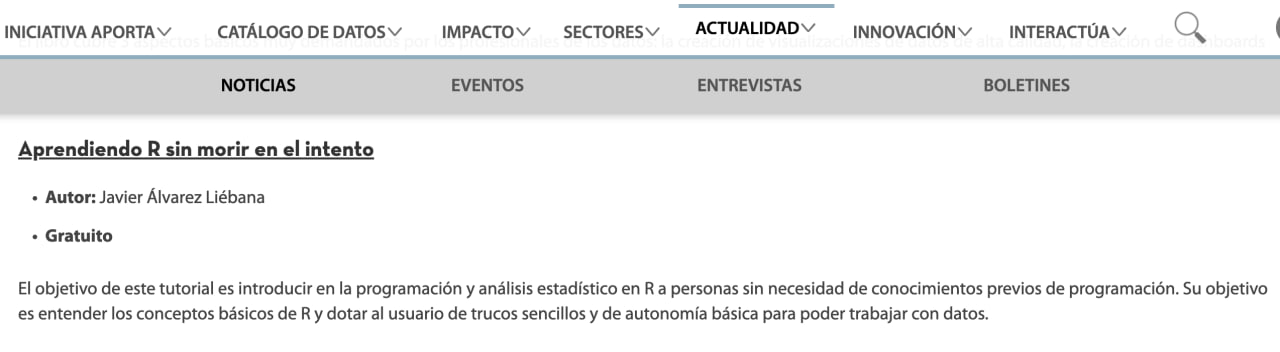 INICIATIVA APORTA CATÁLOGO DE DATOS IMPACTO SECTORES ACTUALIDAD INNOVACIÓN INTERACTÚA
NOTICIAS EVENTOS ENTREVISTAS BOLETINES
Aprendiendo R sin morir en el intento
• Autor: Javier Álvarez Liébana
• Gratuito
El objetivo de este tutorial es introducir en la programación y análisis estadístico en R a personas sin necesidad de conocimientos previos de programación. Su objetivo
es entender los conceptos básicos de R y dotar al usuario de trucos sencillos y de autonomía básica para poder trabajar con datos.